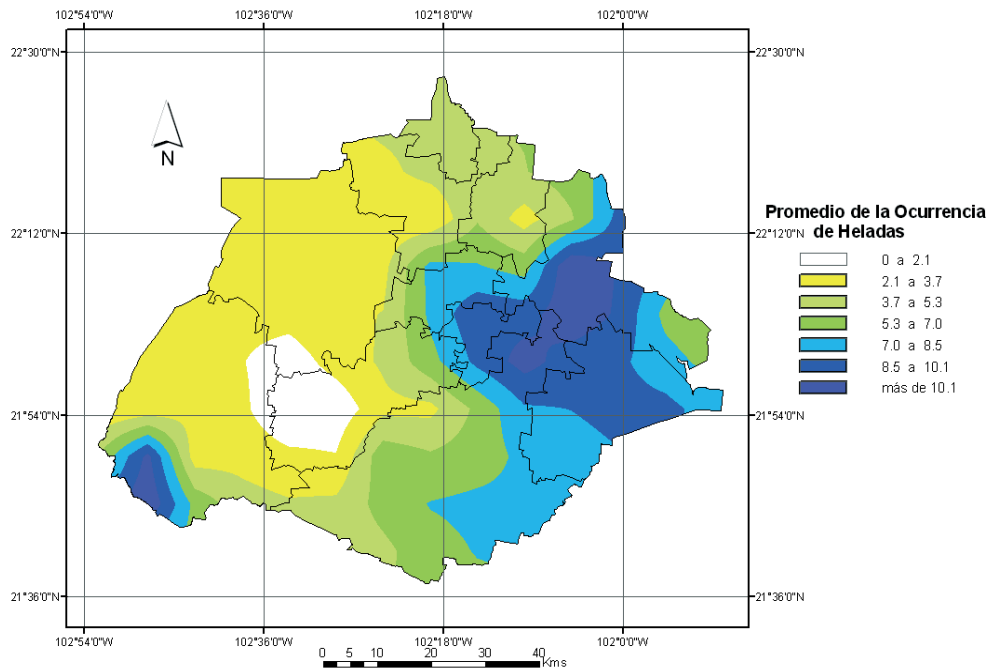 102°54'0"W 102°36'0"W 102°18'0"W 102°0'0"W
22°30'0"N 22°30'0"N
N
Promedio de la Ocurrencia
de Heladas
22°12'0"N 22°12'0"N
0 a 2.1
2.1 a 3.7
3.7 a 5.3
5.3 a 7.0
7.0 a 8.5
8.5 a 10.1
más de 10.1
21°54'0"N 21°54'0"N
21°36'0"N 21°36'0"N
102°54'0"W 102°36'0"W 102°18'0"W 102°0'0"W
0 5 10 20 30 40
Kms